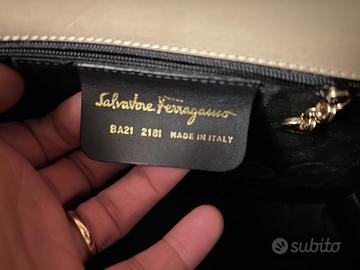 Salvatore Ferragamo
BA21 2181 MADE IN ITALY
subito